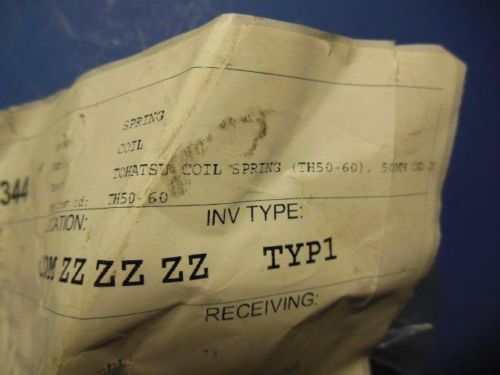 SPRING
COIL
TOHATSU COIL SPRING (TH50-60), 50MM OD X
344
TH50-60
INV TYPE:
ZZ ZZ ZZ TYP1
RECEIVING:
73